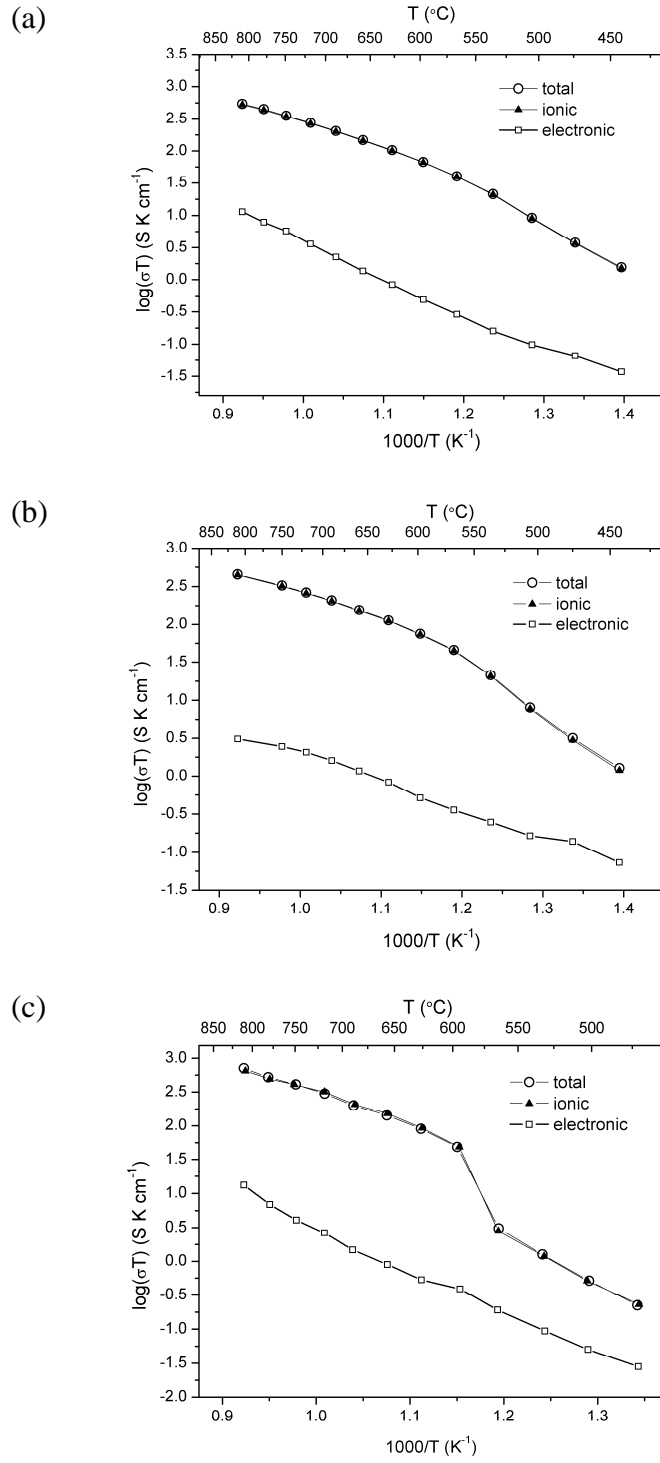 (a)
T (°C)
850 800 750 700 650 600 550 500 450
3.5
3.0
2.5
2.0
1.5
1.0
0.5
0.0
-0.5
-1.0
-1.5
log(σT) (S K cm⁻¹)
total
ionic
electronic
0.9 1.0 1.1 1.2 1.3 1.4
1000/T (K⁻¹)
(b)
T (°C)
850 800 750 700 650 600 550 500 450
3.0
2.5
2.0
1.5
1.0
0.5
0.0
-0.5
-1.0
-1.5
log(σT) (S K cm⁻¹)
total
ionic
electronic
0.9 1.0 1.1 1.2 1.3 1.4
1000/T (K⁻¹)
(c)
T (°C)
850 800 750 700 650 600 550 500
3.0
2.5
2.0
1.5
1.0
0.5
0.0
-0.5
-1.0
-1.5
-2.0
log(σT) (S K cm⁻¹)
total
ionic
electronic
0.9 1.0 1.1 1.2 1.3
1000/T (K⁻¹)